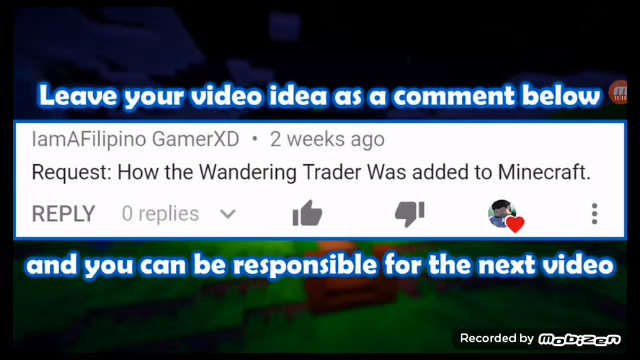 Leave your video idea as a comment below
IamAFilipino GamerXD • 2 weeks ago
Request: How the Wandering Trader Was added to Minecraft.
REPLY 0 replies
and you can be responsible for the next video
Recorded by mobizen